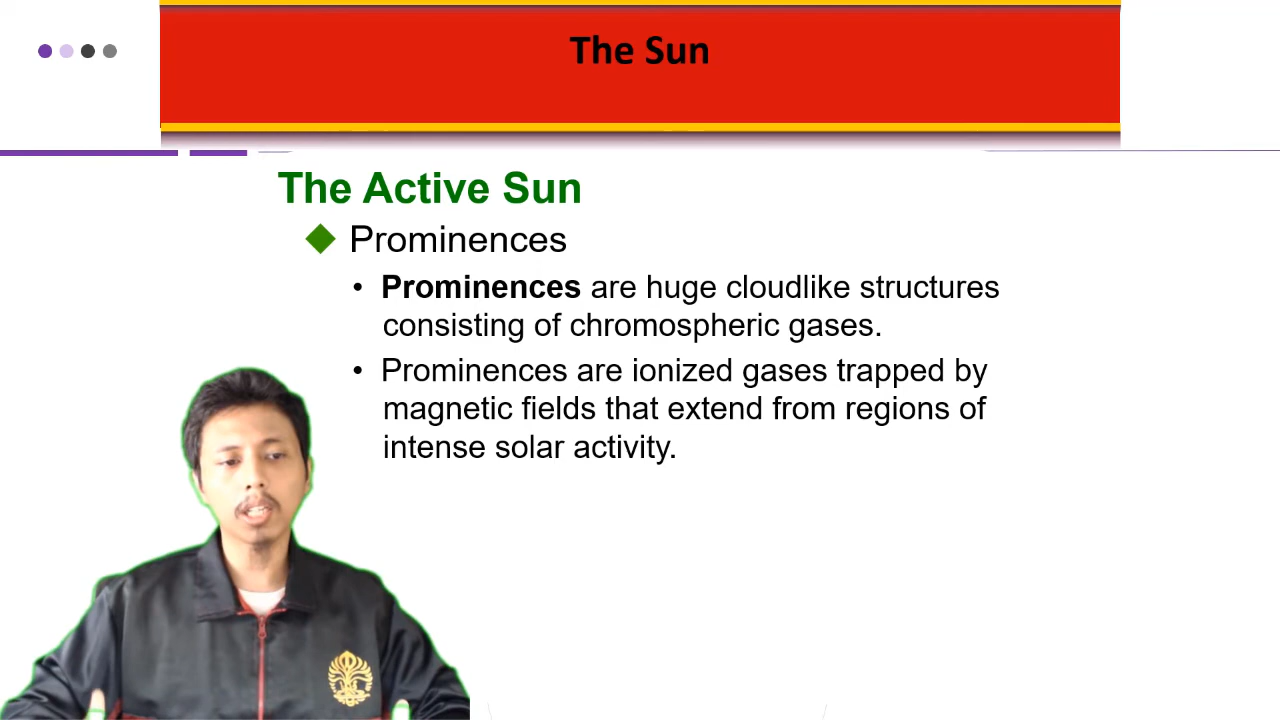 The Sun
The Active Sun
Prominences
• Prominences are huge cloudlike structures
consisting of chromospheric gases.
• Prominences are ionized gases trapped by
magnetic fields that extend from regions of
intense solar activity.